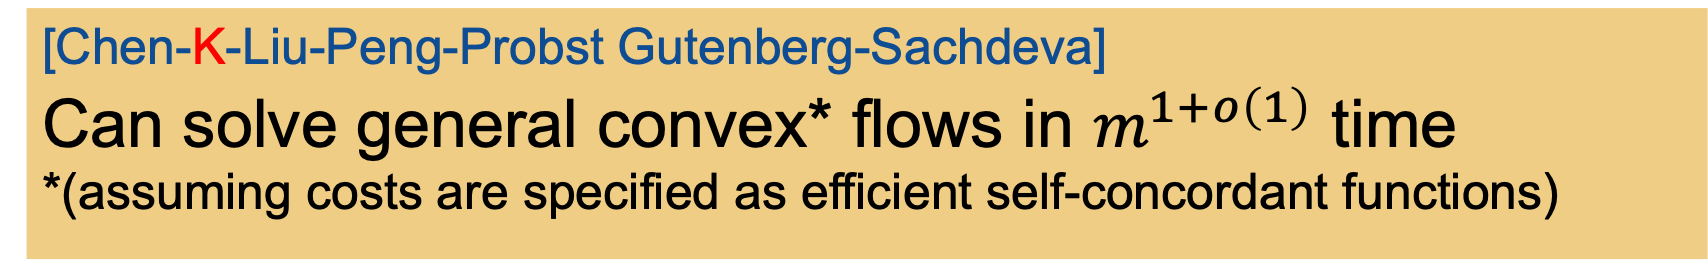 [Chen-K-Liu-Peng-Probst Gutenberg-Sachdeva]
Can solve general convex* flows in $m^{1+o(1)}$ time
*(assuming costs are specified as efficient self-concordant functions)